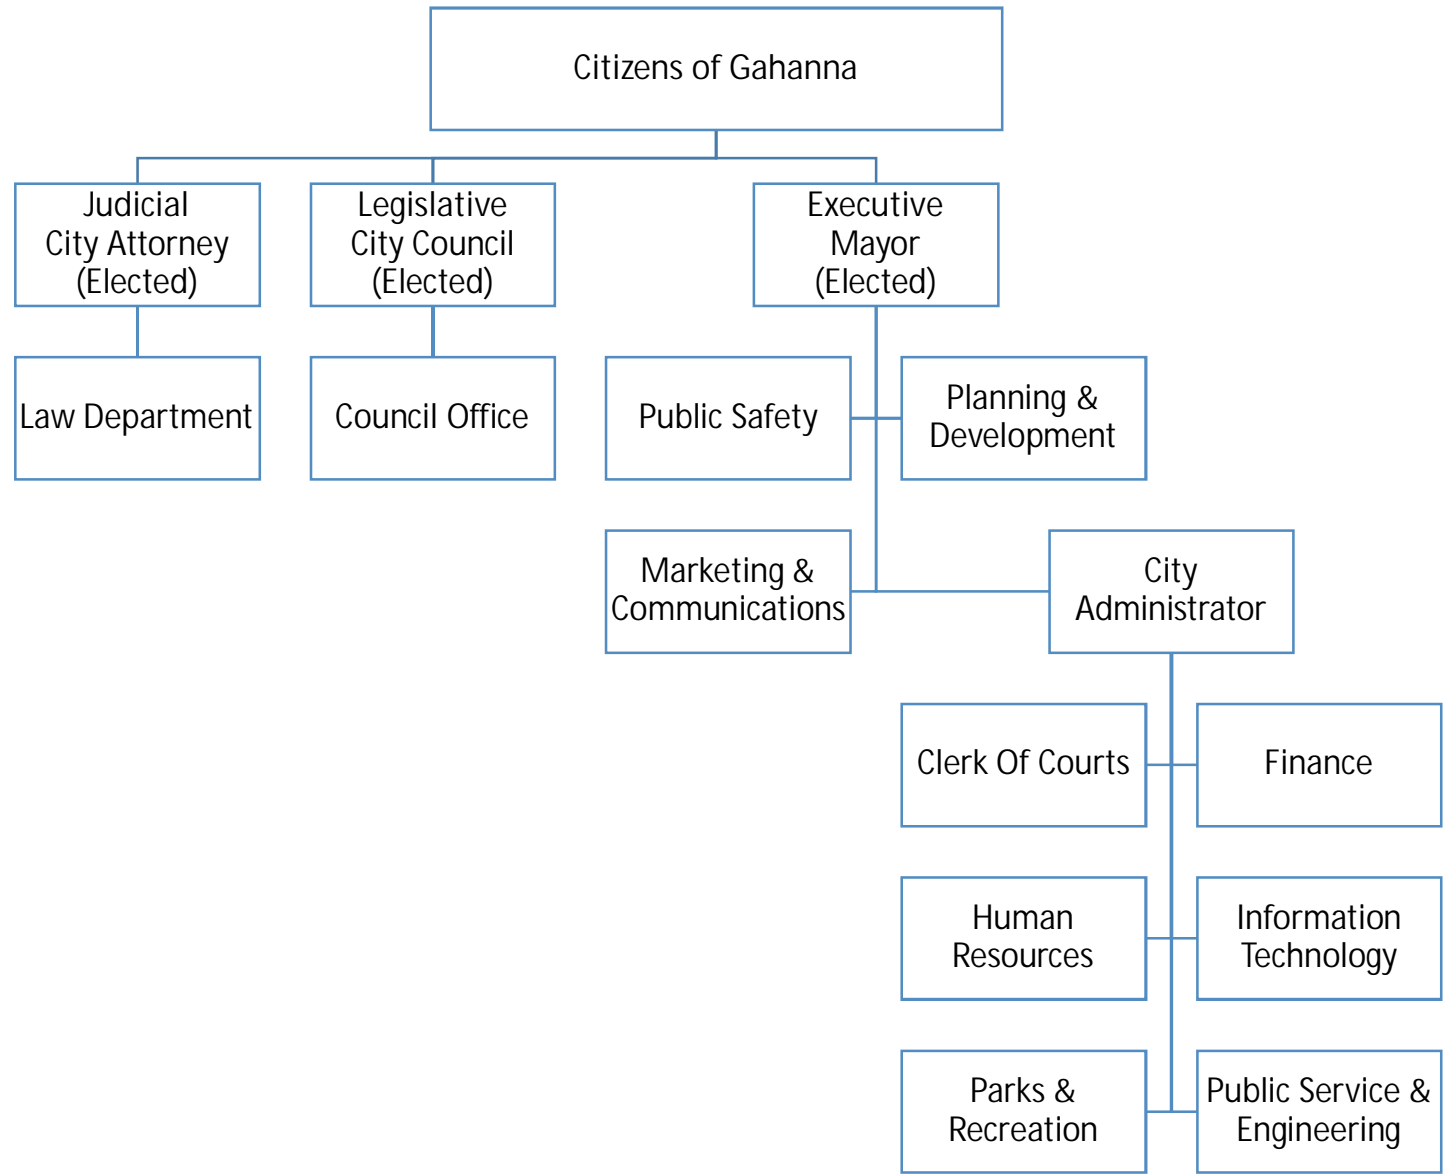 Citizens of Gahanna
Judicial
City Attorney
(Elected)
Legislative
City Council
(Elected)
Executive
Mayor
(Elected)
Law Department
Council Office
Public Safety
Planning &
Development
Marketing &
Communications
City
Administrator
Clerk Of Courts
Finance
Human
Resources
Information
Technology
Parks &
Recreation
Public Service &
Engineering